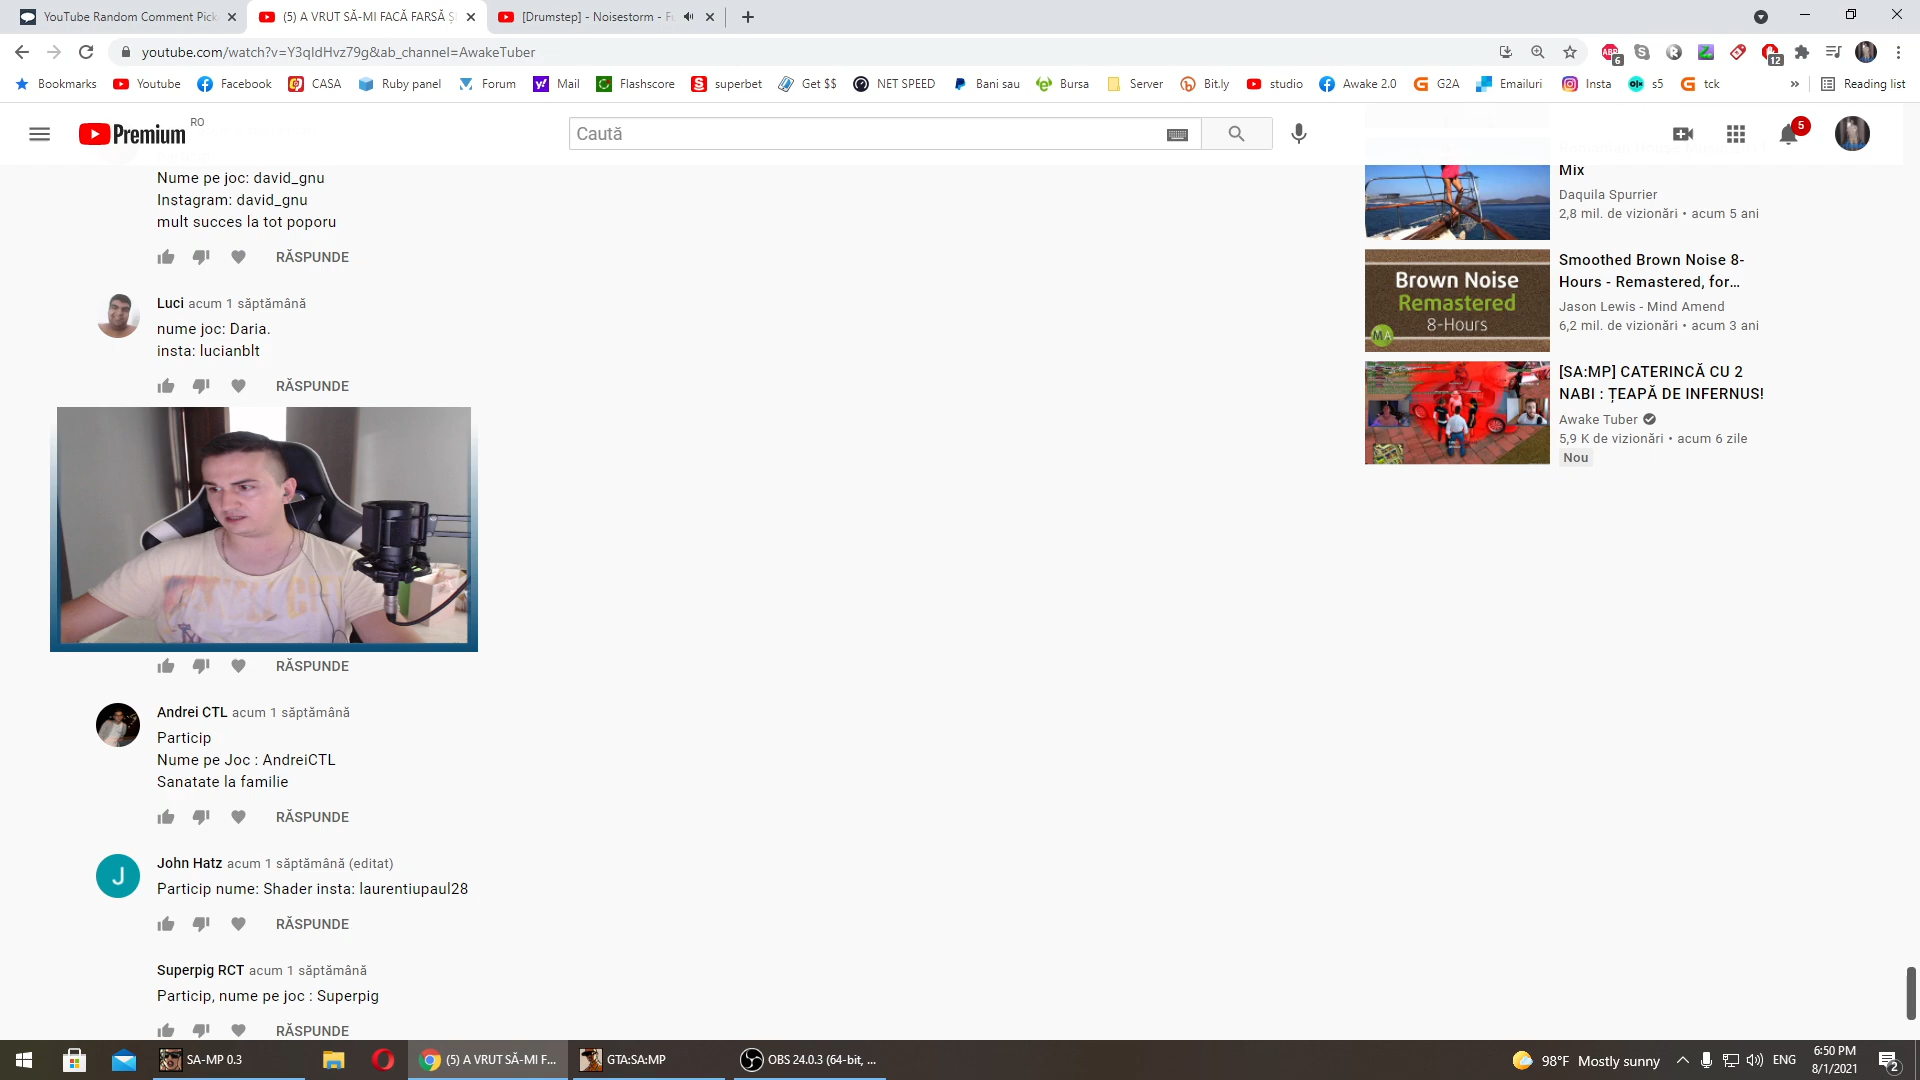 YouTube Random Comment Pick
(5) A VRUT SĂ-MI FACĂ FARSĂ Ș
[Drumstep] - Noisestorm - F
youtube.com/watch?v=Y3qIdHvz79g&ab_channel=AwakeTuber
ABP
6
12
Bookmarks
Youtube
Facebook
CASA
Ruby panel
Forum
Mail
Flashscore
superbet
Get $$
NET SPEED
Bani sau
Bursa
Server
Bit.ly
studio
Awake 2.0
G2A
Emailuri
Insta
s5
tck
»
Reading list
Premium
RO
Caută
5
Nume pe joc: david_gnu
Instagram: david_gnu
mult succes la tot poporu
RĂSPUNDE
Luci acum 1 săptămână
nume joc: Daria.
insta: lucianblt
RĂSPUNDE
RĂSPUNDE
Andrei CTL acum 1 săptămână
Particip
Nume pe Joc : AndreiCTL
Sanatate la familie
RĂSPUNDE
J
John Hatz acum 1 săptămână (editat)
Particip nume: Shader insta: laurentiupaul28
RĂSPUNDE
Superpig RCT acum 1 săptămână
Particip, nume pe joc : Superpig
RĂSPUNDE
Mix
Daquila Spurrier
2,8 mil. de vizionări • acum 5 ani
Brown Noise
Remastered
8-Hours
MA
Smoothed Brown Noise 8-
Hours - Remastered, for...
Jason Lewis - Mind Amend
6,2 mil. de vizionări • acum 3 ani
[SA:MP] CATERINCĂ CU 2
NABI : ȚEAPĂ DE INFERNUS!
Awake Tuber
5,9 K de vizionări • acum 6 zile
Nou
SA-MP 0.3
(5) A VRUT SĂ-MI F...
GTA:SA:MP
OBS 24.0.3 (64-bit, ...
98°F Mostly sunny
ENG
6:50 PM
8/1/2021
2